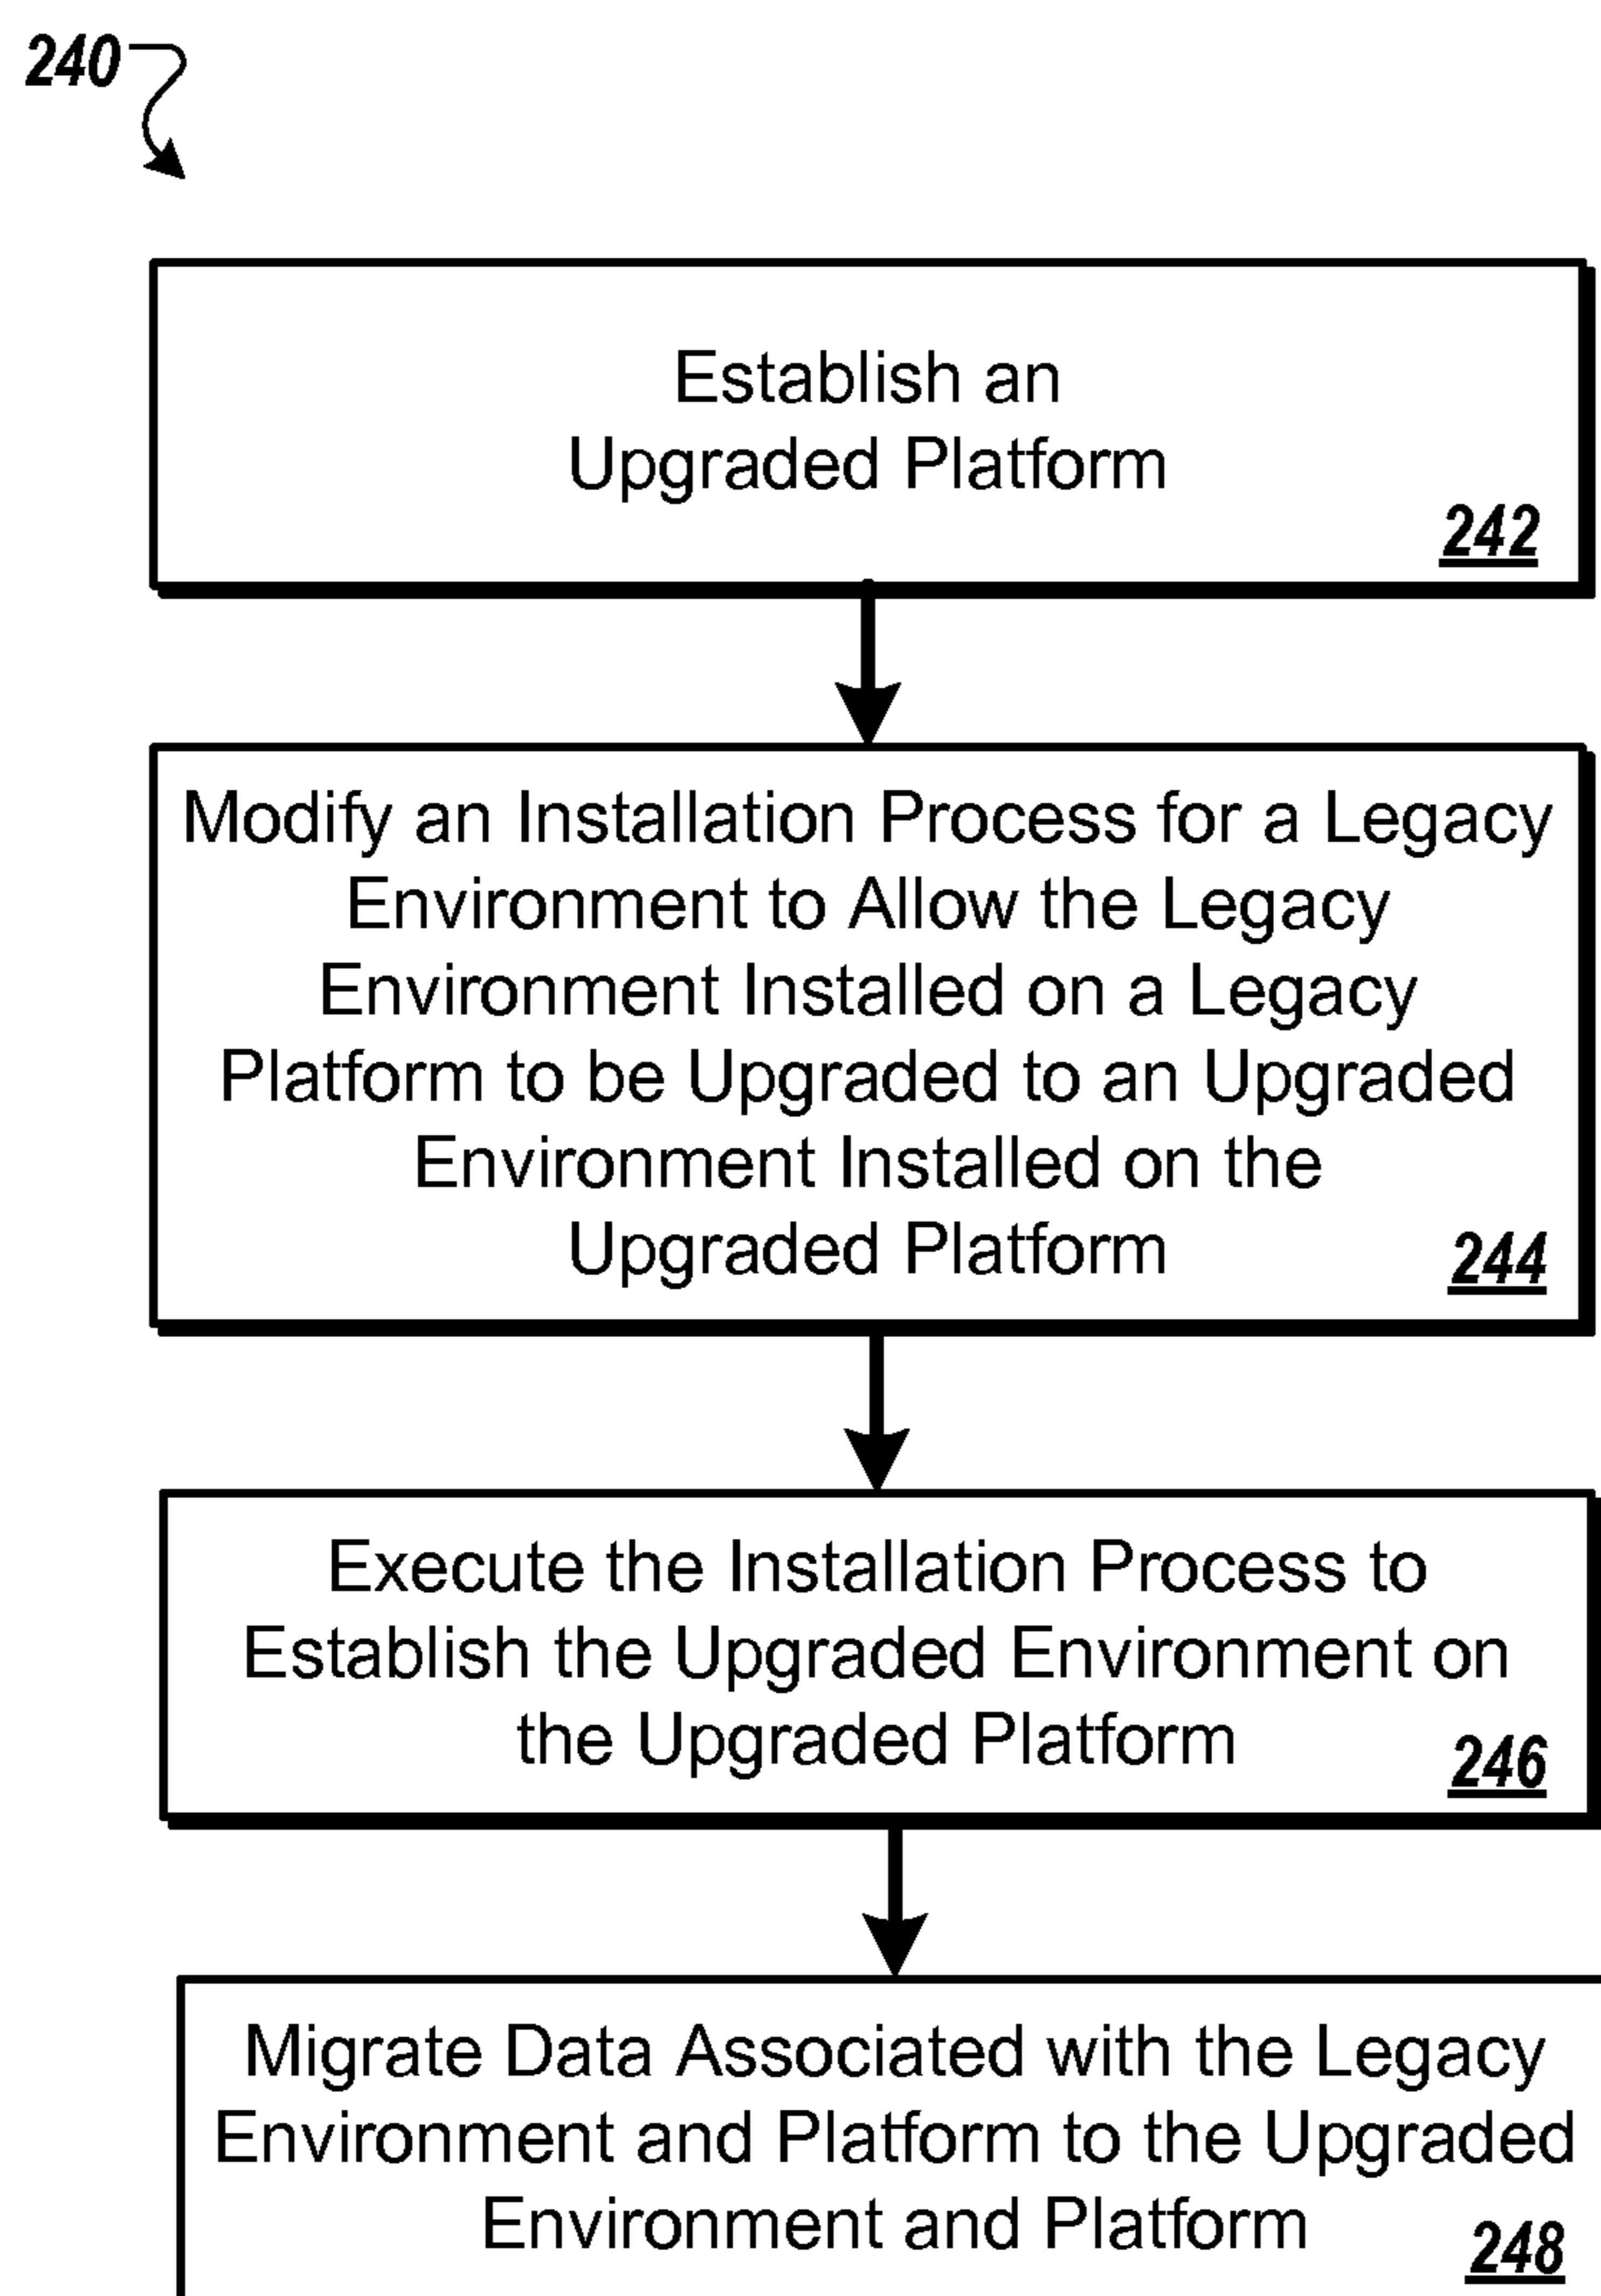 240
Establish an
Upgraded Platform
242
Modify an Installation Process for a Legacy
Environment to Allow the Legacy
Environment Installed on a Legacy
Platform to be Upgraded to an Upgraded
Environment Installed on the
Upgraded Platform
244
Execute the Installation Process to
Establish the Upgraded Environment on
the Upgraded Platform
246
Migrate Data Associated with the Legacy
Environment and Platform to the Upgraded
Environment and Platform
248